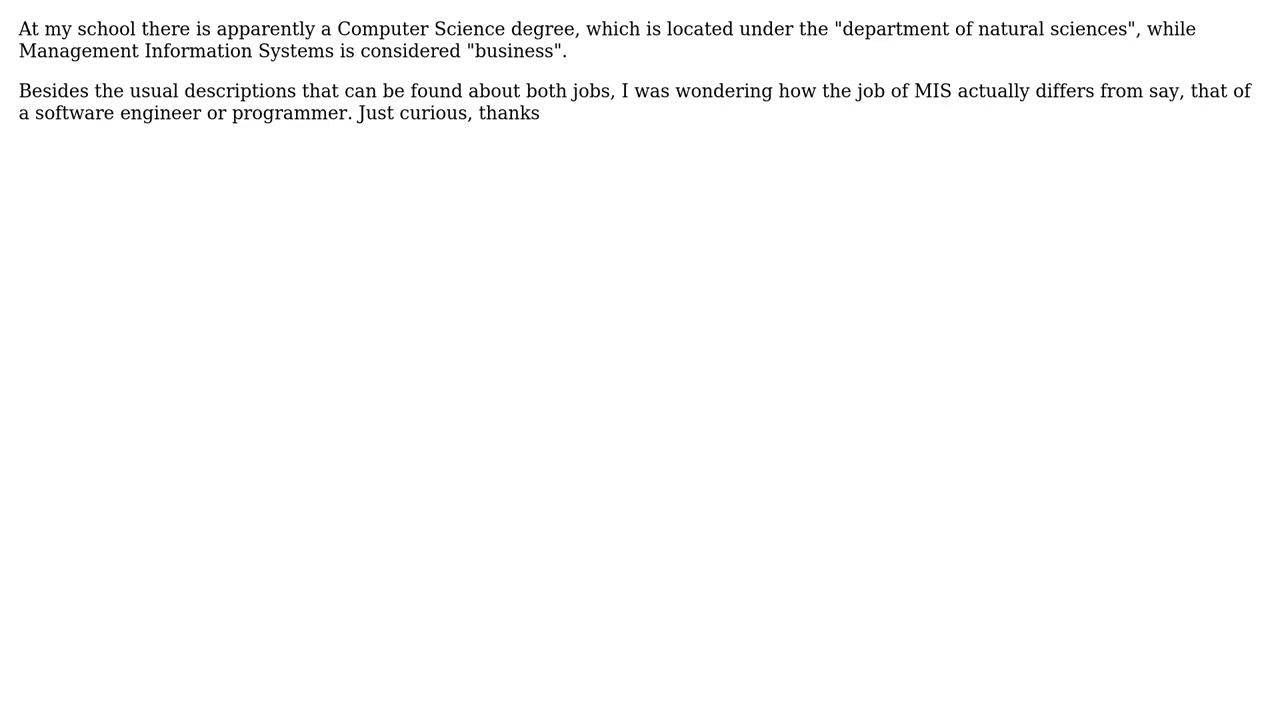 At my school there is apparently a Computer Science degree, which is located under the "department of natural sciences", while
Management Information Systems is considered "business".
Besides the usual descriptions that can be found about both jobs, I was wondering how the job of MIS actually differs from say, that of
a software engineer or programmer. Just curious, thanks